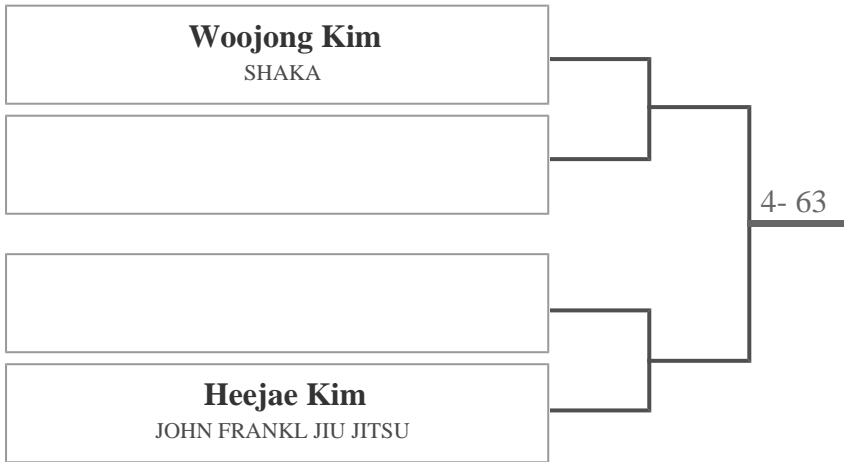 Woojong Kim
SHAKA
4- 63
Heejae Kim
JOHN FRANKL JIU JITSU